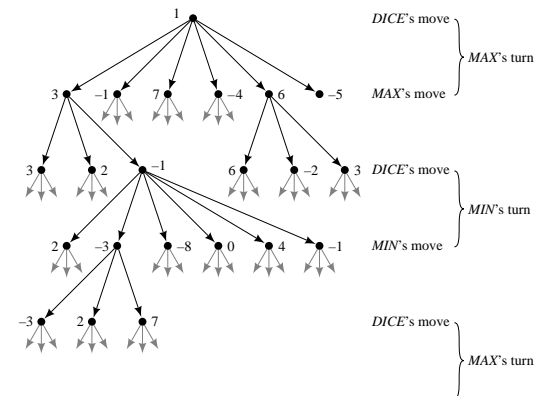 1 DICE's move
MAX's turn
3 –1 7 –4 6 –5 MAX's move
3 2 –1 6 –2 3 DICE's move
MIN's turn
2 –3 –8 0 4 –1 MIN's move
–3 2 7 DICE's move
MAX's turn